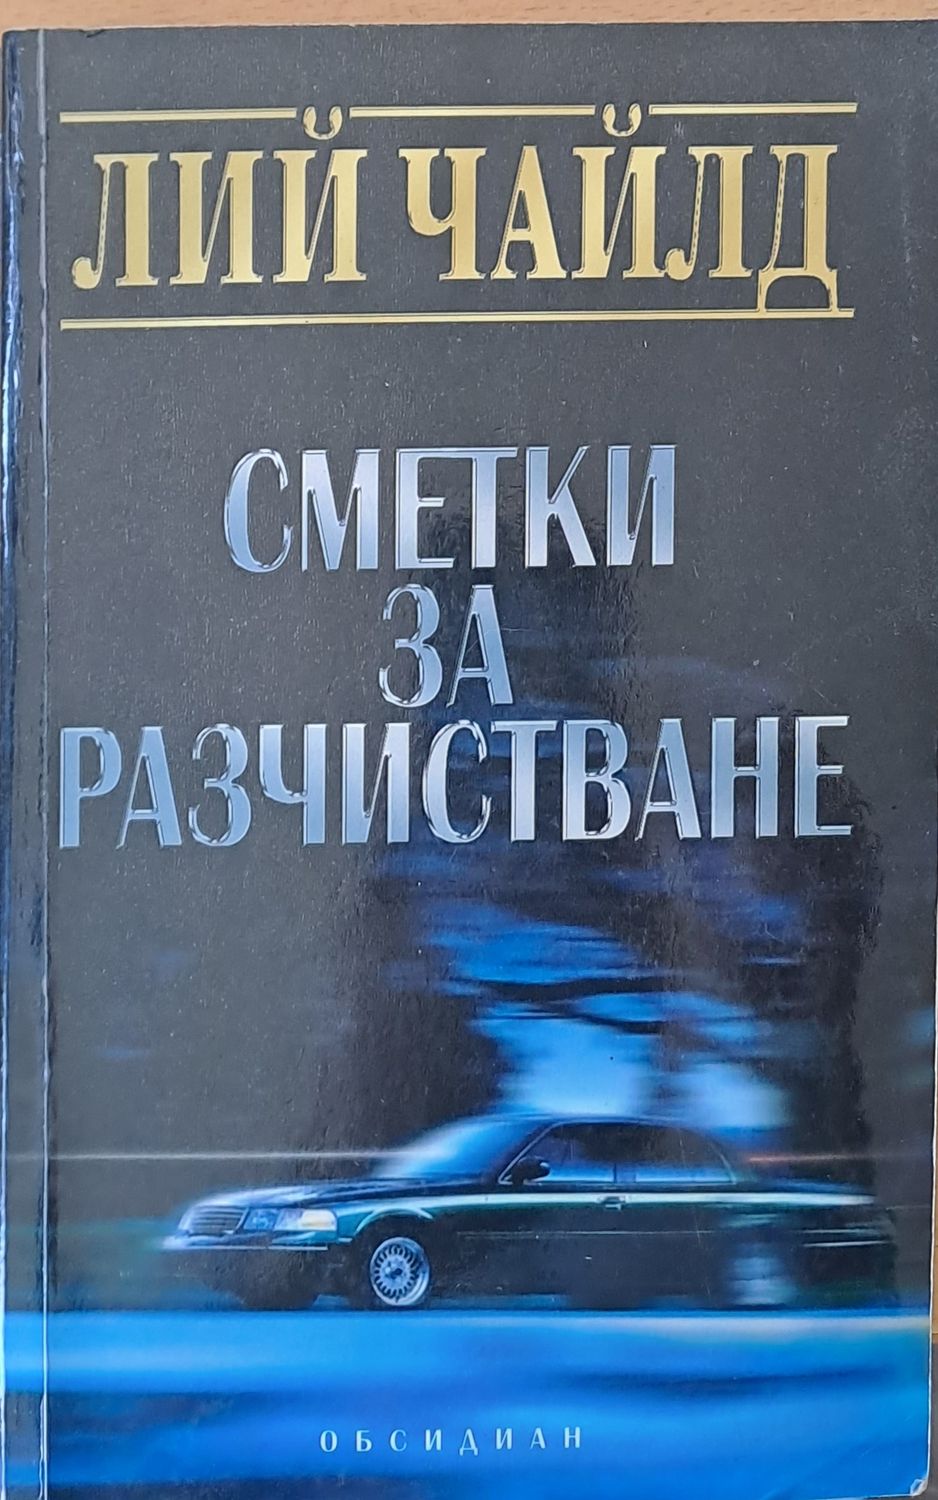 ЛИЙ ЧАЙЛД
СМЕТКИ
ЗА
РАЗЧИСТВАНЕ
ОБСИДИАН